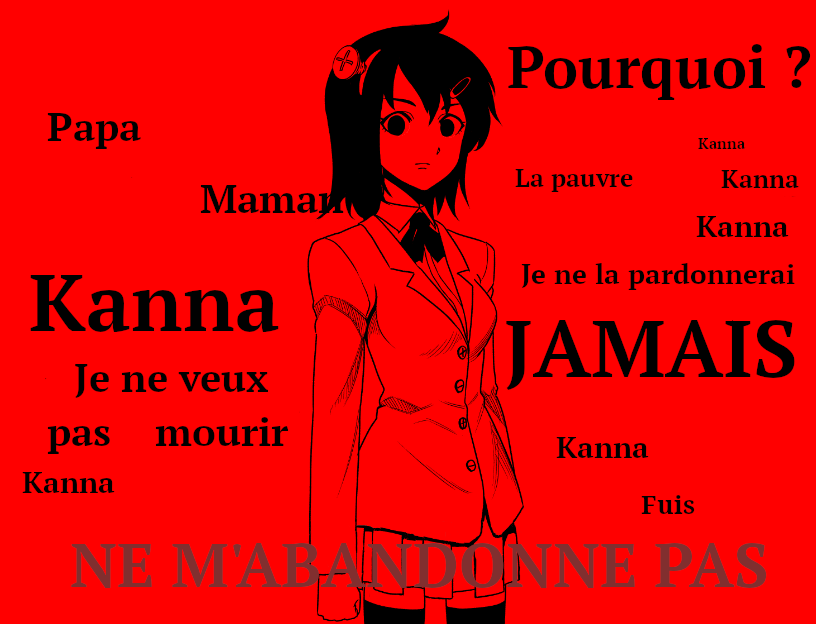 Pourquoi ?
Papa
Kanna
La pauvre
Kanna
Maman
Kanna
Je ne la pardonnerai
Kanna
JAMAIS
Je ne veux
pas mourir
Kanna
Kanna
Fuis
NE M'ABANDONNE PAS